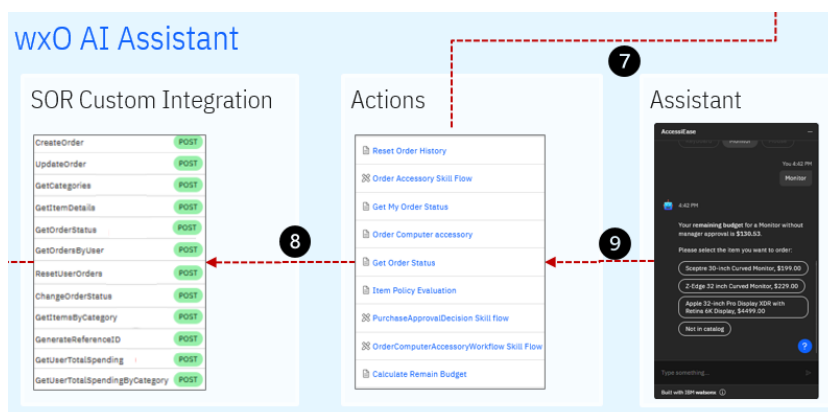 wxO AI Assistant
7
SOR Custom Integration
Actions
Assistant
CreateOrder POST
UpdateOrder POST
GetCategories POST
GetItemDetails POST
GetOrderStatus POST
GetOrdersByUser POST
ResetUserOrders POST
ChangeOrderStatus POST
GetItemsByCategory POST
GenerateReferenceID POST
GetUserTotalSpending POST
GetUserTotalSpendingByCategory POST
8
Reset Order History
Order Accessory Skill Flow
Get My Order Status
Order Computer accessory
Get Order Status
Item Policy Evaluation
PurchaseApprovalDecision Skill flow
OrderComputerAccessoryWorkflow Skill Flow
Calculate Remain Budget
9
AccessiEase
Monitor
You 4:42 PM
Monitor
4:42 PM
Your remaining budget for a Monitor without
manager approval is $130.53.
Please select the item you want to order:
Sceptre 30-inch Curved Monitor, $199.00
Z-Edge 32 inch Curved Monitor, $229.00
Apple 32-inch Pro Display XDR with
Retina 6K Display, $4499.00
Not in catalog
?
Type something...
Built with IBM watsonx